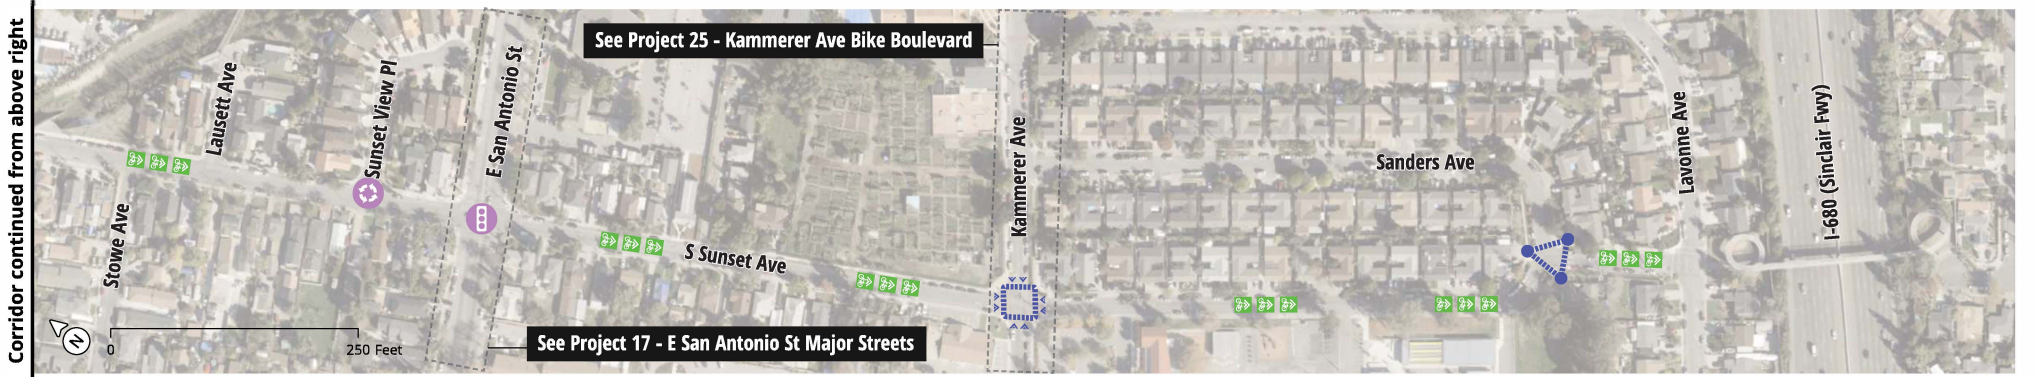 Corridor continued from above right
Lausett Ave
Sunset View Pl
E San Antonio St
See Project 25 - Kammerer Ave Bike Boulevard
Kammerer Ave
Sanders Ave
Lavonne Ave
I-680 (Sinclair Fwy)
Stowe Ave
S Sunset Ave
N
0
250 Feet
See Project 17 - E San Antonio St Major Streets